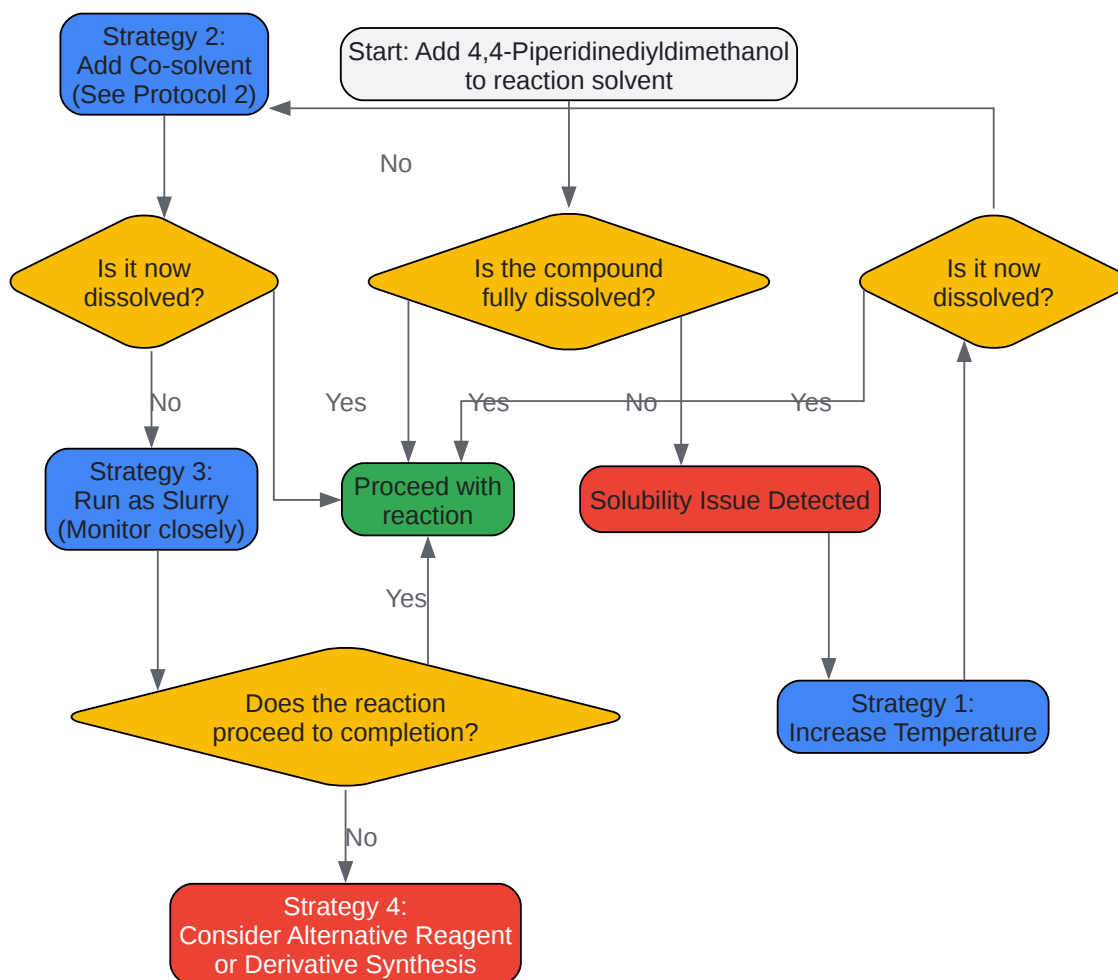 Strategy 2:
Add Co-solvent
(See Protocol 2)
Start: Add 4,4-Piperidinediyldimethanol
to reaction solvent
No
Is it now
dissolved?
Is the compound
fully dissolved?
Is it now
dissolved?
No
Yes
Yes
No
Yes
Strategy 3:
Run as Slurry
(Monitor closely)
Proceed with
reaction
Solubility Issue Detected
Yes
Does the reaction
proceed to completion?
Strategy 1:
Increase Temperature
No
Strategy 4:
Consider Alternative Reagent
or Derivative Synthesis